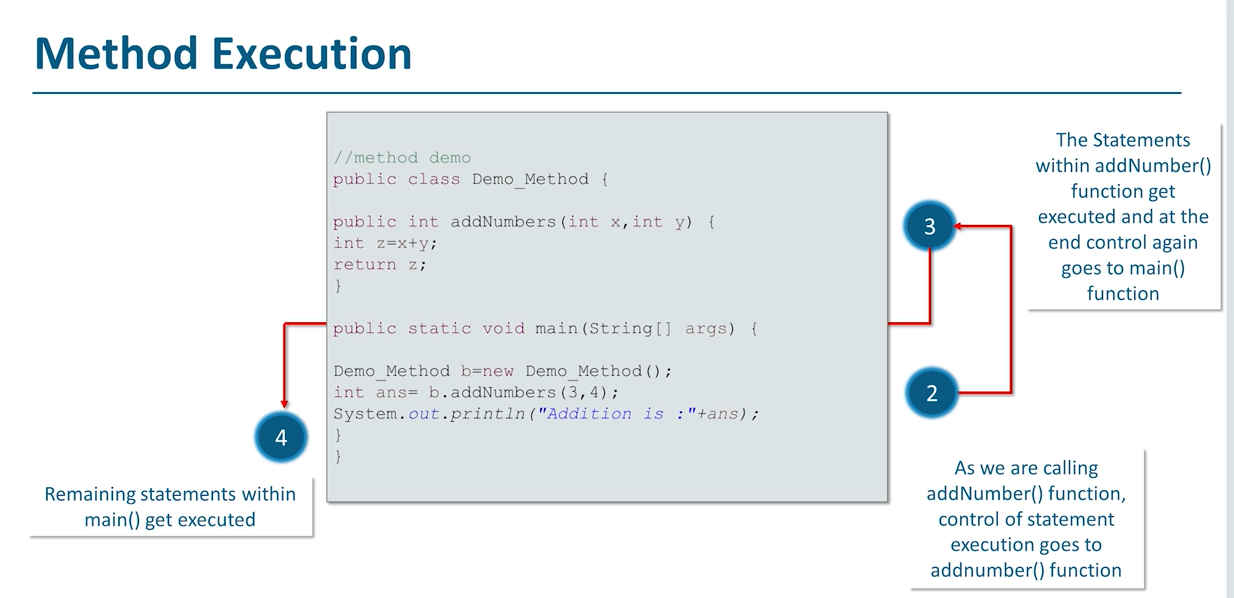 Method Execution
//method demo
public class Demo_Method {
public int addNumbers(int x,int y) {
int z=x+y;
return z;
}
public static void main(String[] args) {
Demo_Method b=new Demo_Method();
int ans= b.addNumbers(3,4);
System.out.println("Addition is :"+ans);
}
}
The Statements
within addNumber()
function get
executed and at the
end control again
goes to main()
function
3
2
As we are calling
addNumber() function,
control of statement
execution goes to
addnumber() function
4
Remaining statements within
main() get executed